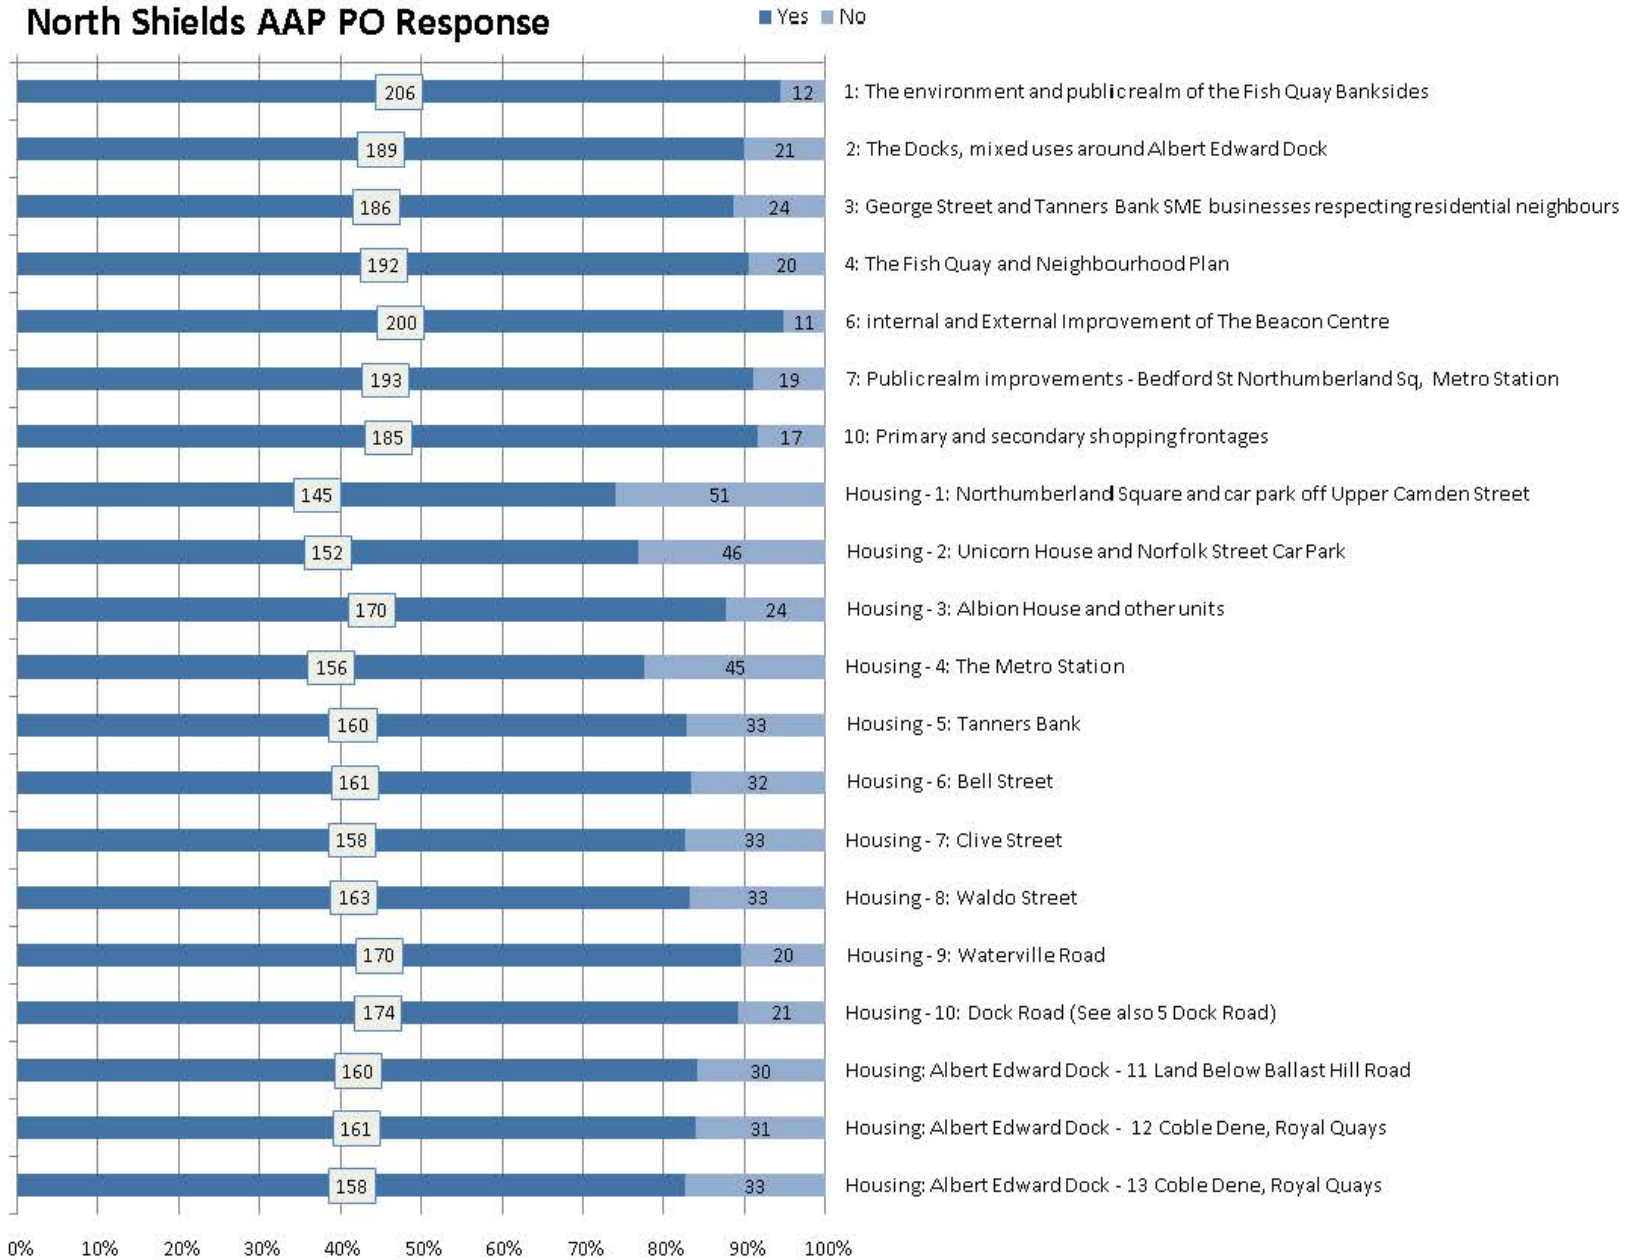 North Shields AAP PO Response
Yes No
206 12 1: The environment and public realm of the Fish Quay Banksides
189 21 2: The Docks, mixed uses around Albert Edward Dock
186 24 3: George Street and Tanners Bank SME businesses respecting residential neighbours
192 20 4: The Fish Quay and Neighbourhood Plan
200 11 6: internal and External Improvement of The Beacon Centre
193 19 7: Public realm improvements - Bedford St Northumberland Sq, Metro Station
185 17 10: Primary and secondary shopping frontages
145 51 Housing - 1: Northumberland Square and car park off Upper Camden Street
152 46 Housing - 2: Unicorn House and Norfolk Street Car Park
170 24 Housing - 3: Albion House and other units
156 45 Housing - 4: The Metro Station
160 33 Housing - 5: Tanners Bank
161 32 Housing - 6: Bell Street
158 33 Housing - 7: Clive Street
163 33 Housing - 8: Waldo Street
170 20 Housing - 9: Waterville Road
174 21 Housing - 10: Dock Road (See also 5 Dock Road)
160 30 Housing: Albert Edward Dock - 11 Land Below Ballast Hill Road
161 31 Housing: Albert Edward Dock - 12 Coble Dene, Royal Quays
158 33 Housing: Albert Edward Dock - 13 Coble Dene, Royal Quays
0% 10% 20% 30% 40% 50% 60% 70% 80% 90% 100%